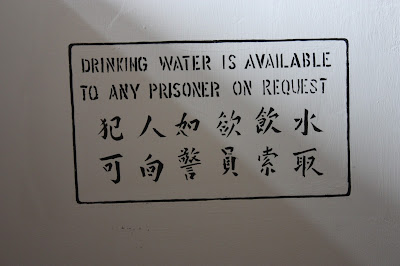 DRINKING WATER IS AVAILABLE
TO ANY PRISONER ON REQUEST
犯人如欲飲水
可向警員索取